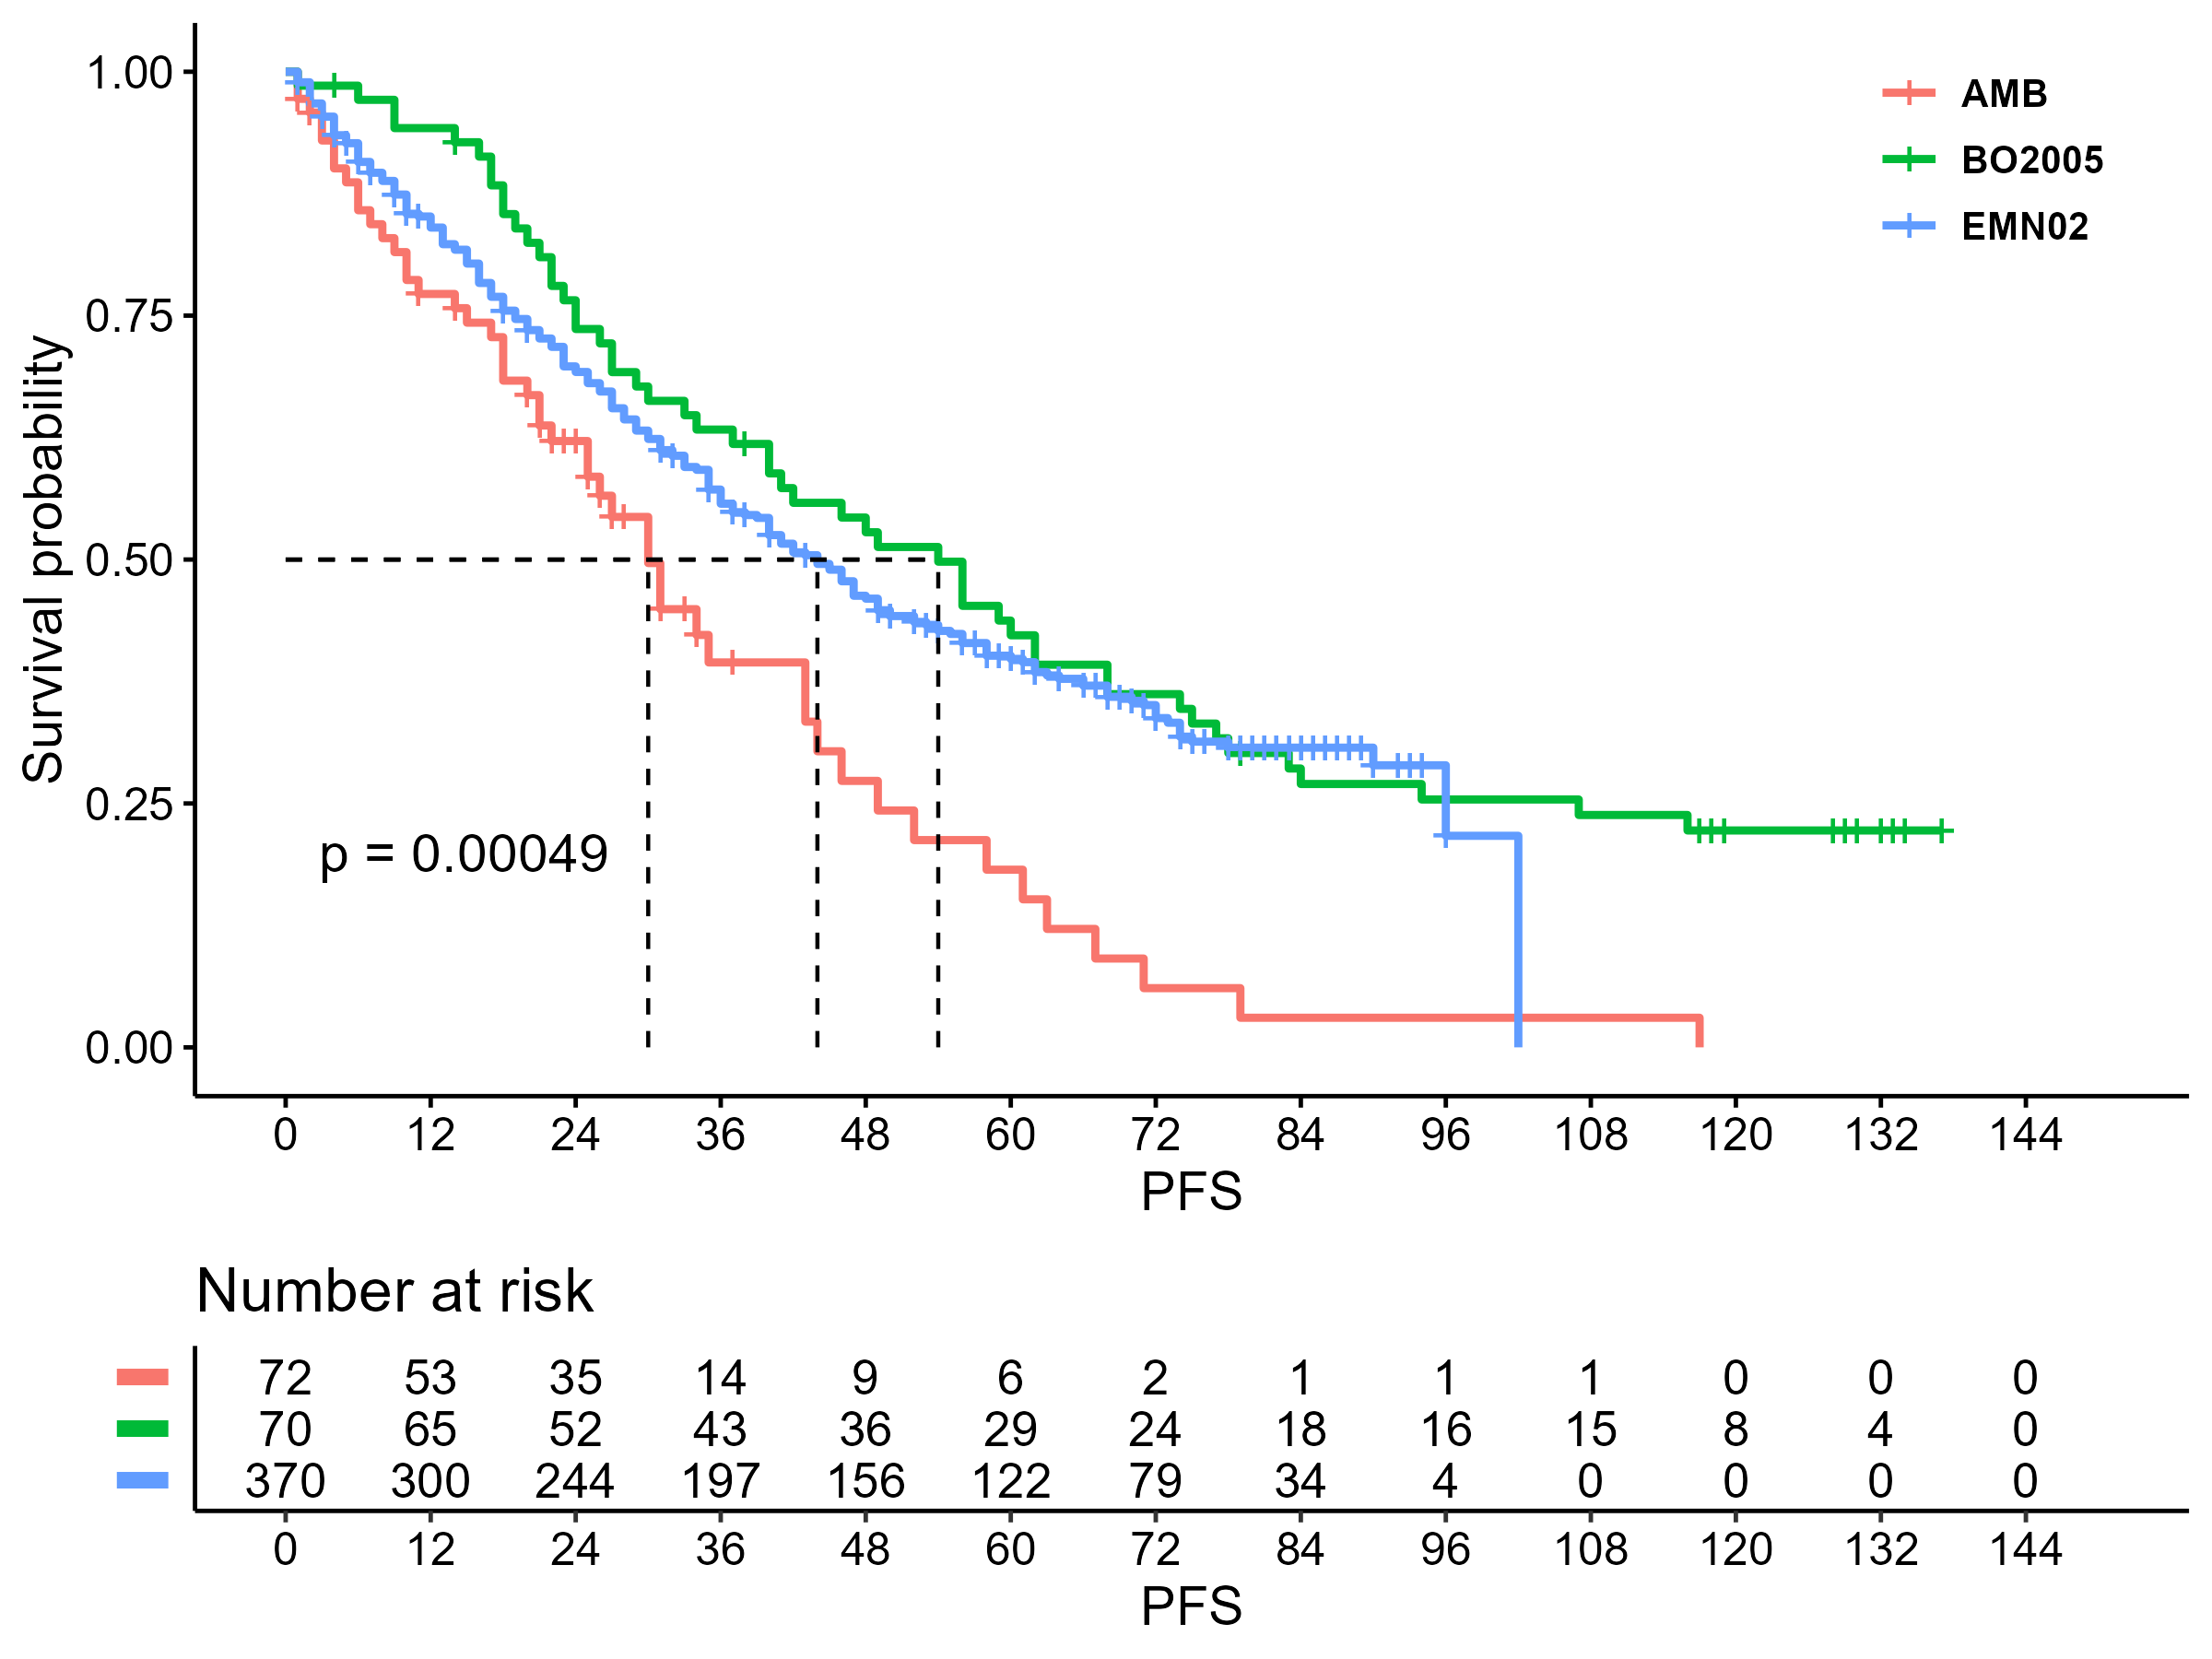 1.00
0.75
0.50
0.25
0.00
Survival probability
AMB
BO2005
EMN02
p = 0.00049
0 12 24 36 48 60 72 84 96 108 120 132 144
PFS
Number at risk
72 53 35 14 9 6 2 1 1 1 0 0 0
70 65 52 43 36 29 24 18 16 15 8 4 0
370 300 244 197 156 122 79 34 4 0 0 0 0
0 12 24 36 48 60 72 84 96 108 120 132 144
PFS